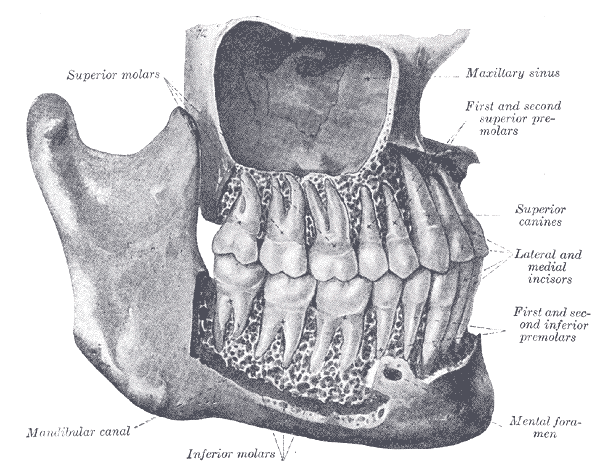 Superior molars
Maxillary sinus
First and second
superior pre-
molars
Superior
canines
Lateral and
medial
incisors
First and sec-
ond inferior
premolars
Mental fora-
men
Mandibular canal
Inferior molars